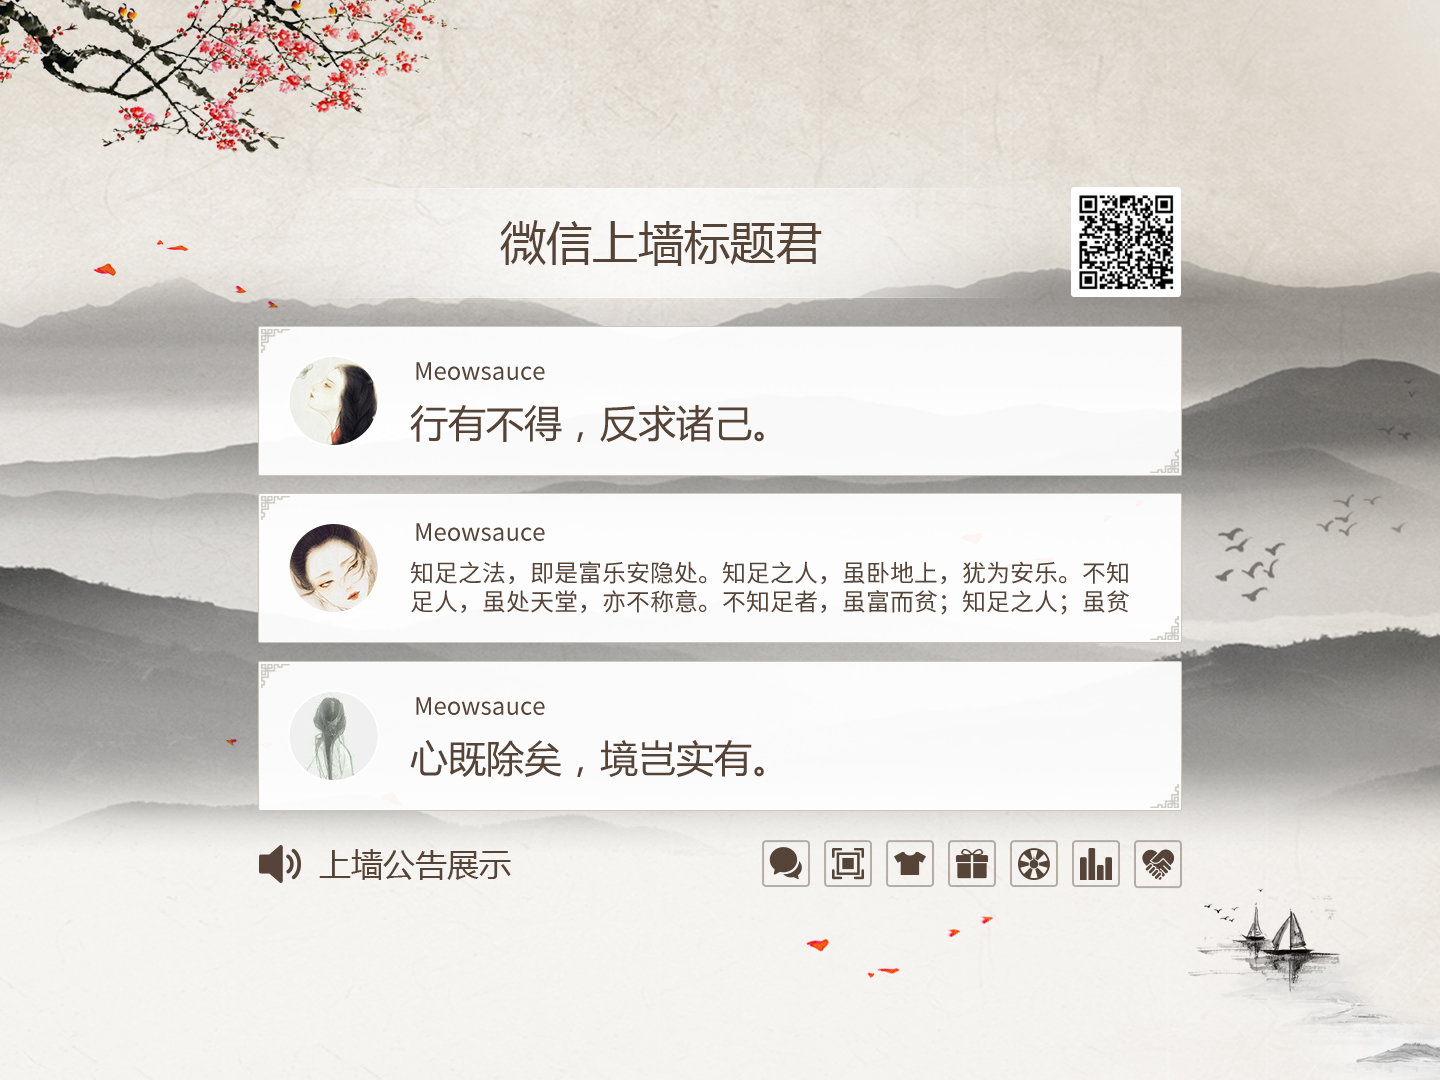 微信上墙标题君
Meowsauce
行有不得，反求诸己。
Meowsauce
知足之法，即是富乐安隐处。知足之人，虽卧地上，犹为安乐。不知
足人，虽处天堂，亦不称意。不知足者，虽富而贫；知足之人；虽贫
Meowsauce
心既除矣，境岂实有。
上墙公告展示